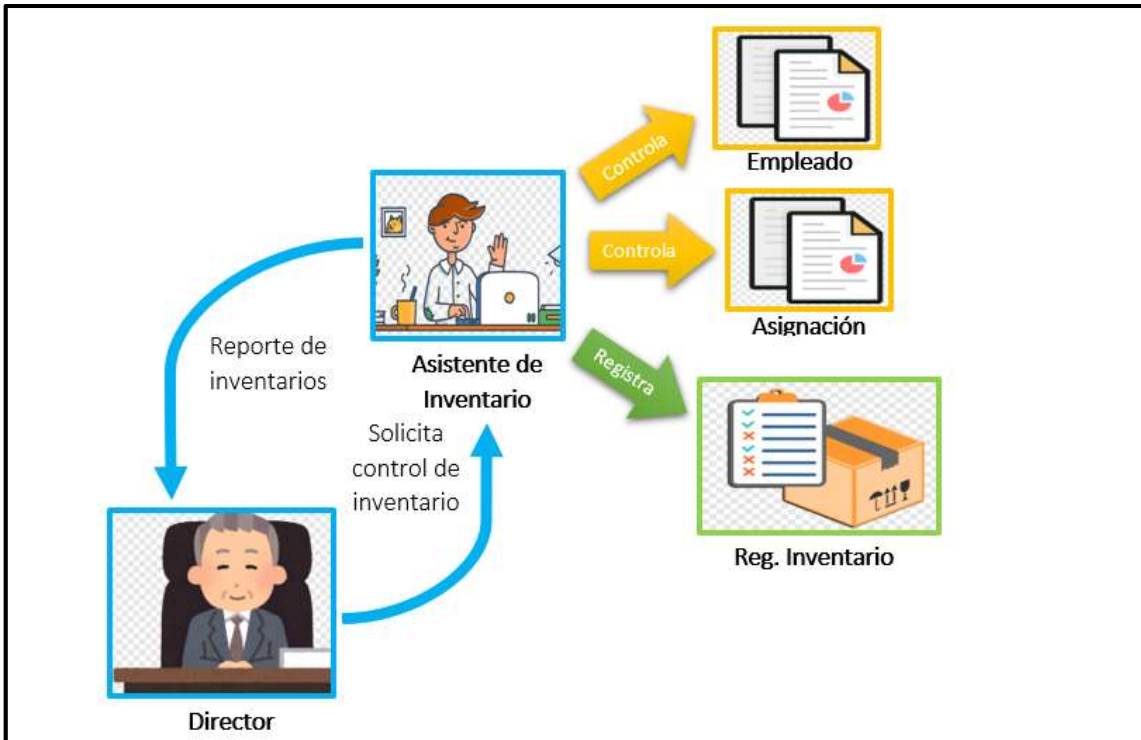 Controla
Empleado
Controla
Asignación
Reporte de
inventarios
Asistente de
Inventario
Registra
Solicita
control de
inventario
Reg. Inventario
Director